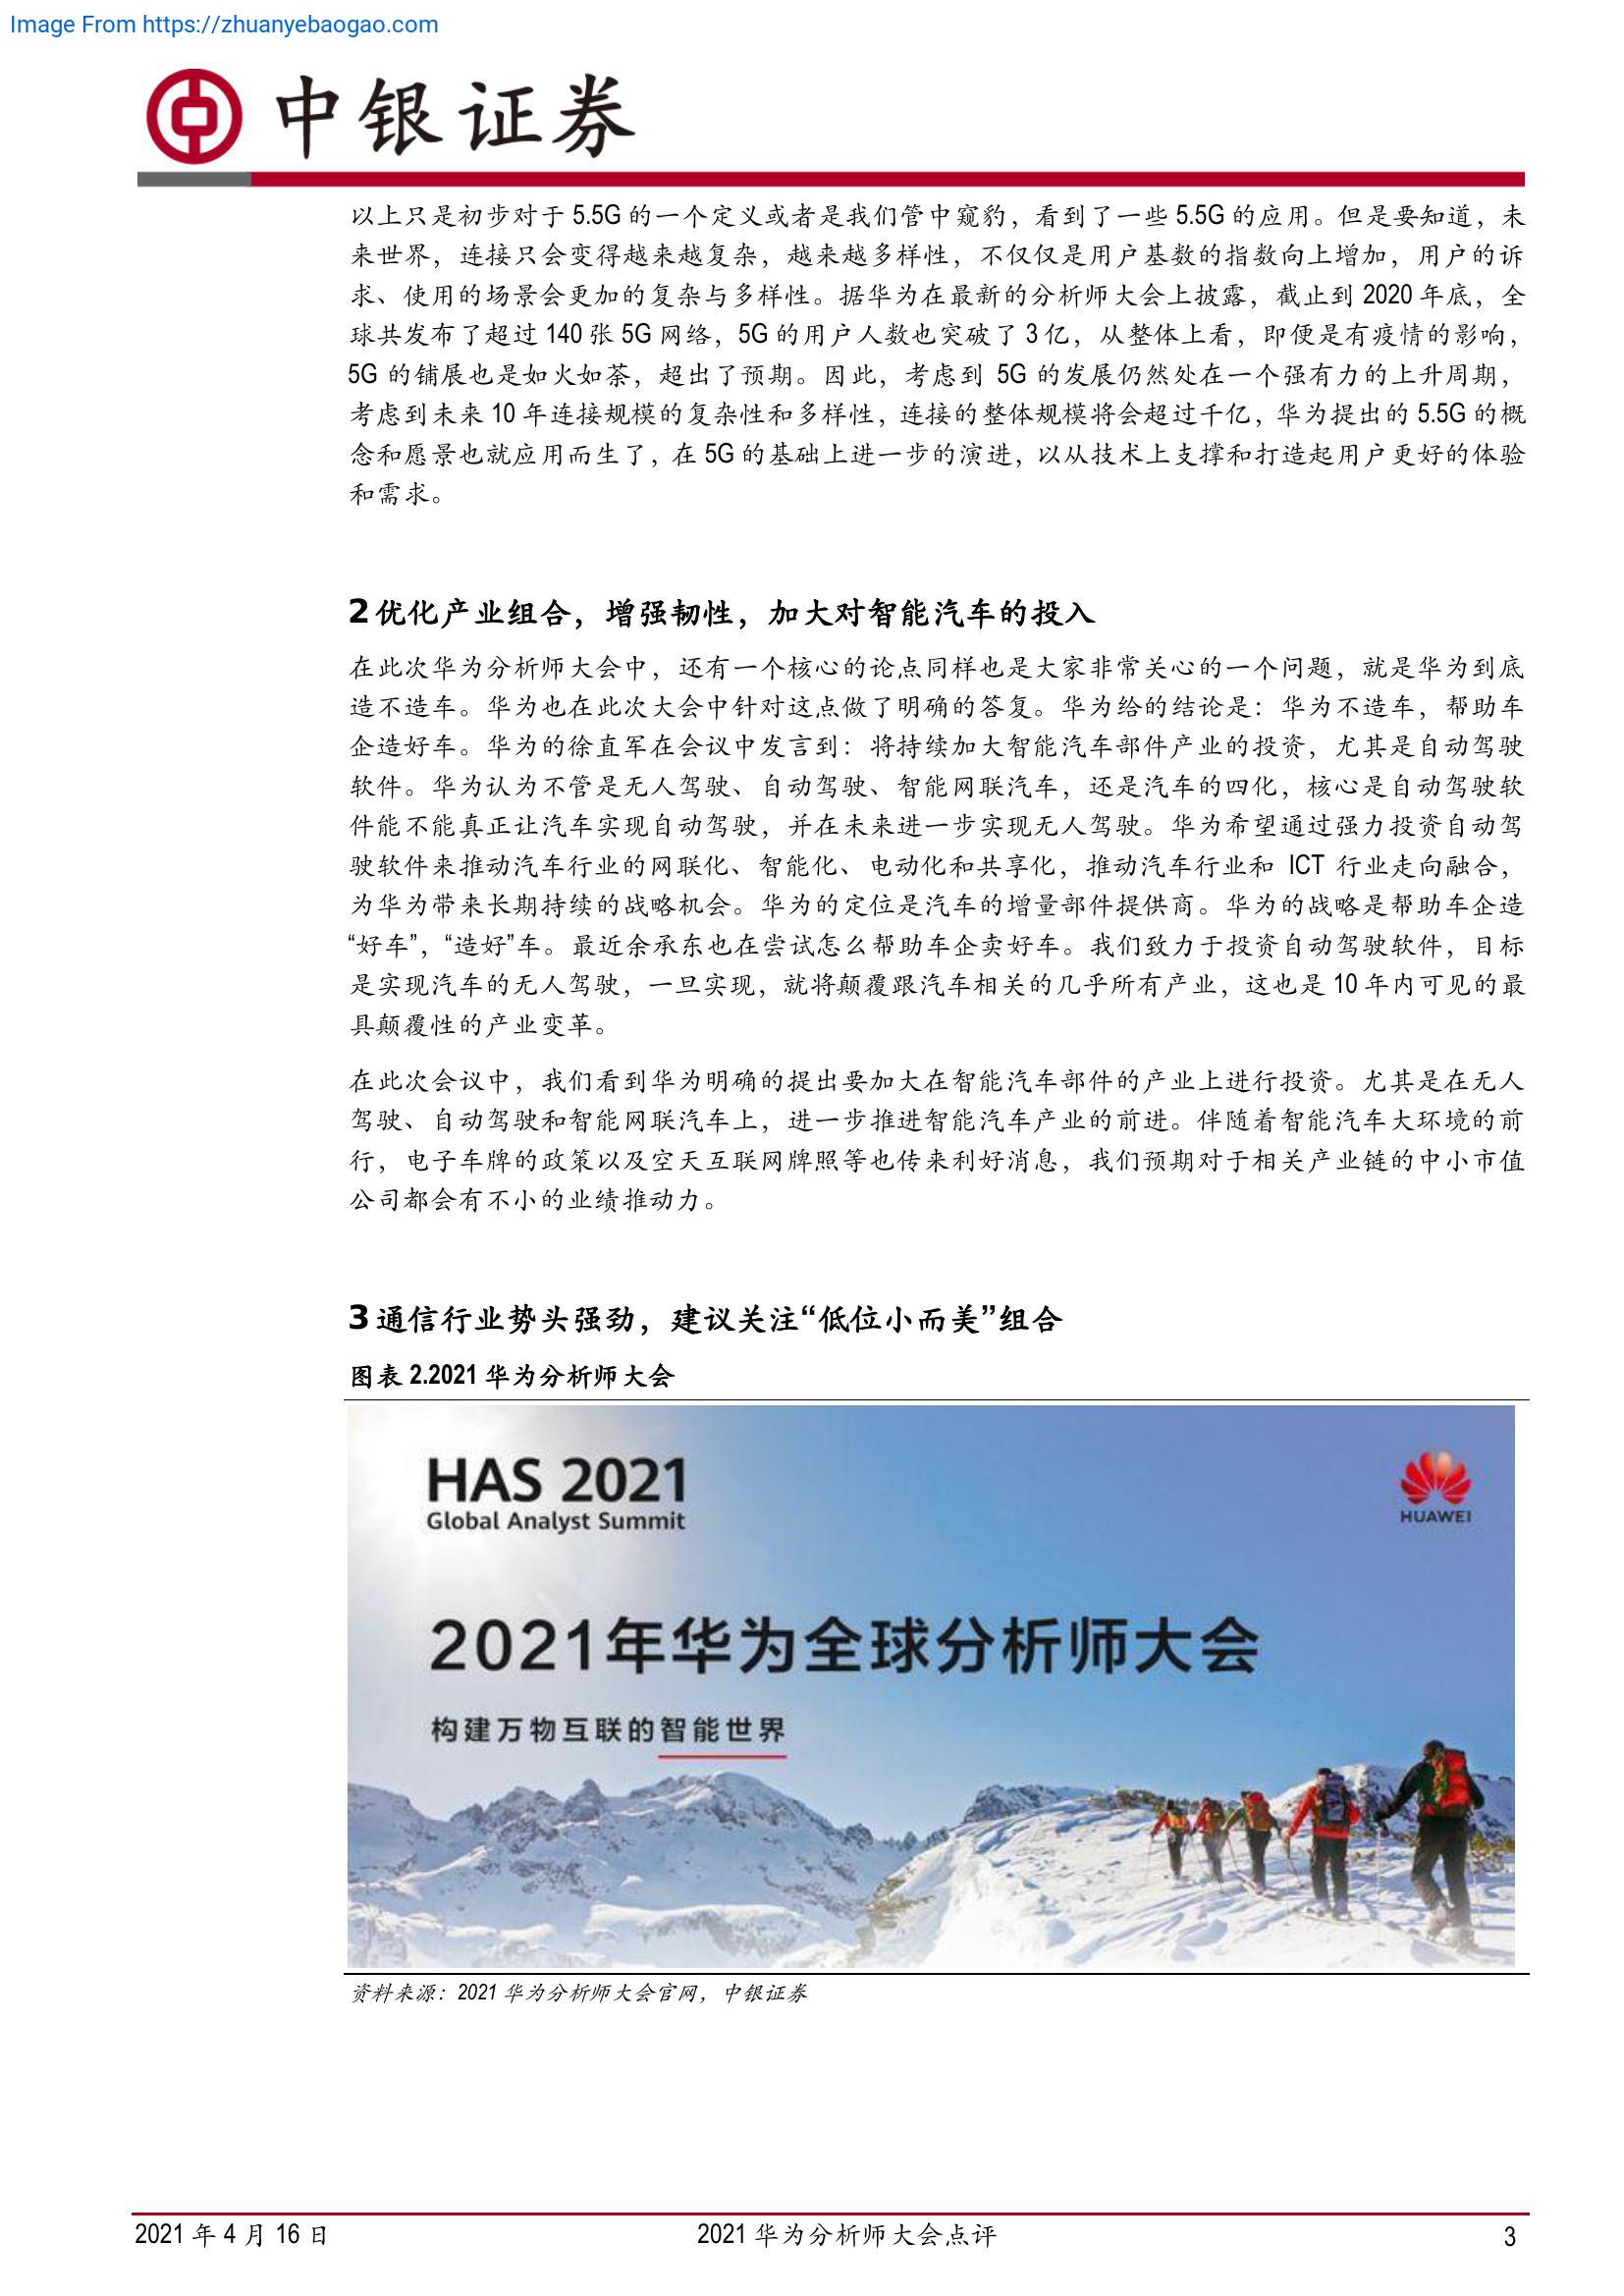 Image From https://zhuanyebaogao.com
中银证券
以上只是初步对于 5.5G 的一个定义或者是我们管中窥豹，看到了一些 5.5G 的应用。但是要知道，未
来世界，连接只会变得越来越复杂，越来越多样性，不仅仅是用户基数的指数向上增加，用户的诉
求、使用的场景会更加的复杂与多样性。据华为在最新的分析师大会上披露，截止到 2020 年底，全
球共发布了超过 140 张 5G 网络，5G 的用户人数也突破了 3 亿，从整体上看，即便是有疫情的影响，
5G 的铺展也是如火如荼，超出了预期。因此，考虑到 5G 的发展仍然处在一个强有力的上升周期，
考虑到未来 10 年连接规模的复杂性和多样性，连接的整体规模将会超过千亿，华为提出的 5.5G 的概
念和愿景也就应用而生了，在 5G 的基础上进一步的演进，以从技术上支撑和打造起用户更好的体验
和需求。
2 优化产业组合，增强韧性，加大对智能汽车的投入
在此次华为分析师大会中，还有一个核心的论点同样也是大家非常关心的一个问题，就是华为到底
造不造车。华为也在此次大会中针对这点做了明确的答复。华为给的结论是：华为不造车，帮助车
企造好车。华为的徐直军在会议中发言到：将持续加大智能汽车部件产业的投资，尤其是自动驾驶
软件。华为认为不管是无人驾驶、自动驾驶、智能网联汽车，还是汽车的四化，核心是自动驾驶软
件能不能真正让汽车实现自动驾驶，并在未来进一步实现无人驾驶。华为希望通过强力投资自动驾
驶软件来推动汽车行业的网联化、智能化、电动化和共享化，推动汽车行业和 ICT 行业走向融合，
为华为带来长期持续的战略机会。华为的定位是汽车的增量部件提供商。华为的战略是帮助车企造
“好车”，“造好”车。最近余承东也在尝试怎么帮助车企卖好车。我们致力于投资自动驾驶软件，目标
是实现汽车的无人驾驶，一旦实现，就将颠覆跟汽车相关的几乎所有产业，这也是 10 年内可见的最
具颠覆性的产业变革。
在此次会议中，我们看到华为明确的提出要加大在智能汽车部件的产业上进行投资。尤其是在无人
驾驶、自动驾驶和智能网联汽车上，进一步推进智能汽车产业的前进。伴随着智能汽车大环境的前
行，电子车牌的政策以及空天互联网牌照等也传来利好消息，我们预期对于相关产业链的中小市值
公司都会有不小的业绩推动力。
3 通信行业势头强劲，建议关注“低位小而美”组合
图表 2.2021 华为分析师大会
HAS 2021
Global Analyst Summit
HUAWEI
2021年华为全球分析师大会
构建万物互联的智能世界
资料来源：2021 华为分析师大会官网，中银证券
2021 年 4 月 16 日
2021 华为分析师大会点评
3